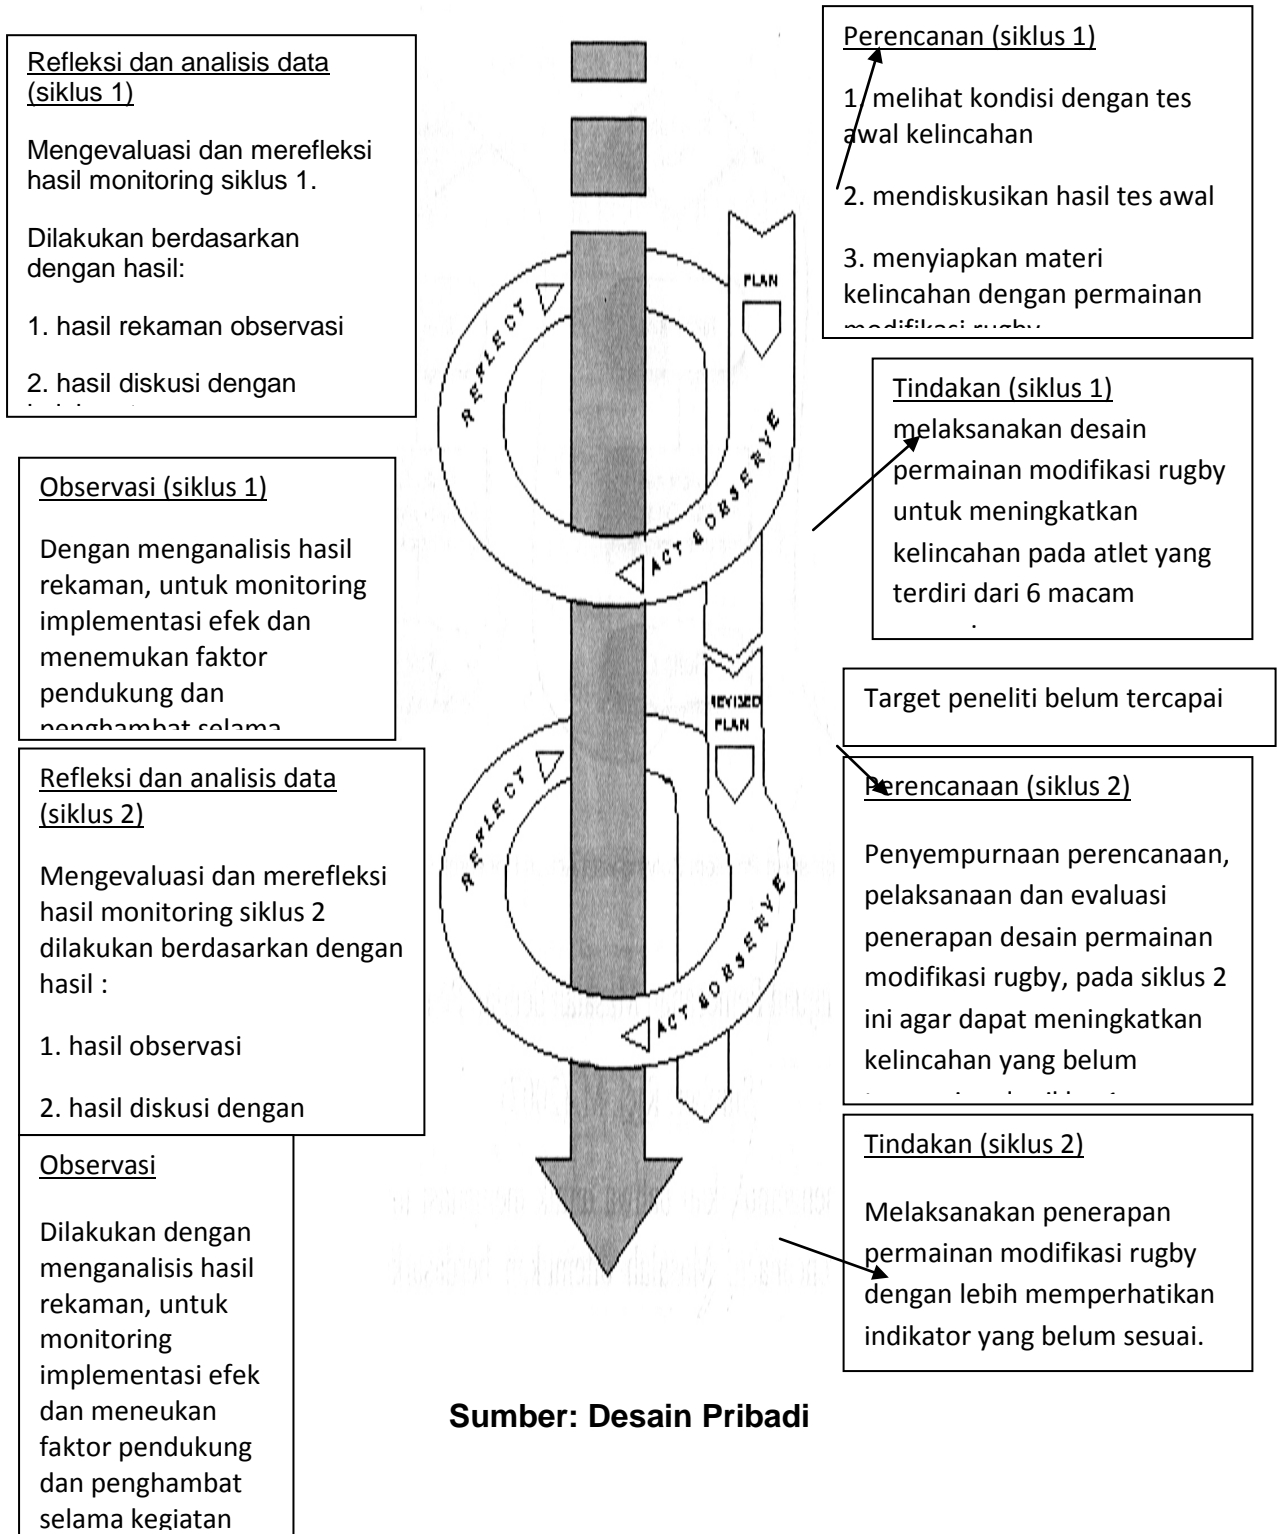 Refleksi dan analisis data
(siklus 1)
Mengevaluasi dan merefleksi
hasil monitoring siklus 1.
Dilakukan berdasarkan
dengan hasil:
1. hasil rekaman observasi
2. hasil diskusi dengan
Observasi (siklus 1)
Dengan menganalisis hasil
rekaman, untuk monitoring
implementasi efek dan
menemukan faktor
pendukung dan
penghambat selama
Refleksi dan analisis data
(siklus 2)
Mengevaluasi dan merefleksi
hasil monitoring siklus 2
dilakukan berdasarkan dengan
hasil :
1. hasil observasi
2. hasil diskusi dengan
Observasi
Dilakukan dengan
menganalisis hasil
rekaman, untuk
monitoring
implementasi efek
dan meneukan
faktor pendukung
dan penghambat
selama kegiatan
REFLECT
PLAN
ACT & OBSERVE
REVISED
PLAN
REFLECT
ACT & OBSERVE
Perencanan (siklus 1)
1. melihat kondisi dengan tes
awal kelincahan
2. mendiskusikan hasil tes awal
3. menyiapkan materi
kelincahan dengan permainan
modifikasi rugby
Tindakan (siklus 1)
melaksanakan desain
permainan modifikasi rugby
untuk meningkatkan
kelincahan pada atlet yang
terdiri dari 6 macam
Target peneliti belum tercapai
Perencanaan (siklus 2)
Penyempurnaan perencanaan,
pelaksanaan dan evaluasi
penerapan desain permainan
modifikasi rugby, pada siklus 2
ini agar dapat meningkatkan
kelincahan yang belum
Tindakan (siklus 2)
Melaksanakan penerapan
permainan modifikasi rugby
dengan lebih memperhatikan
indikator yang belum sesuai.
Sumber: Desain Pribadi